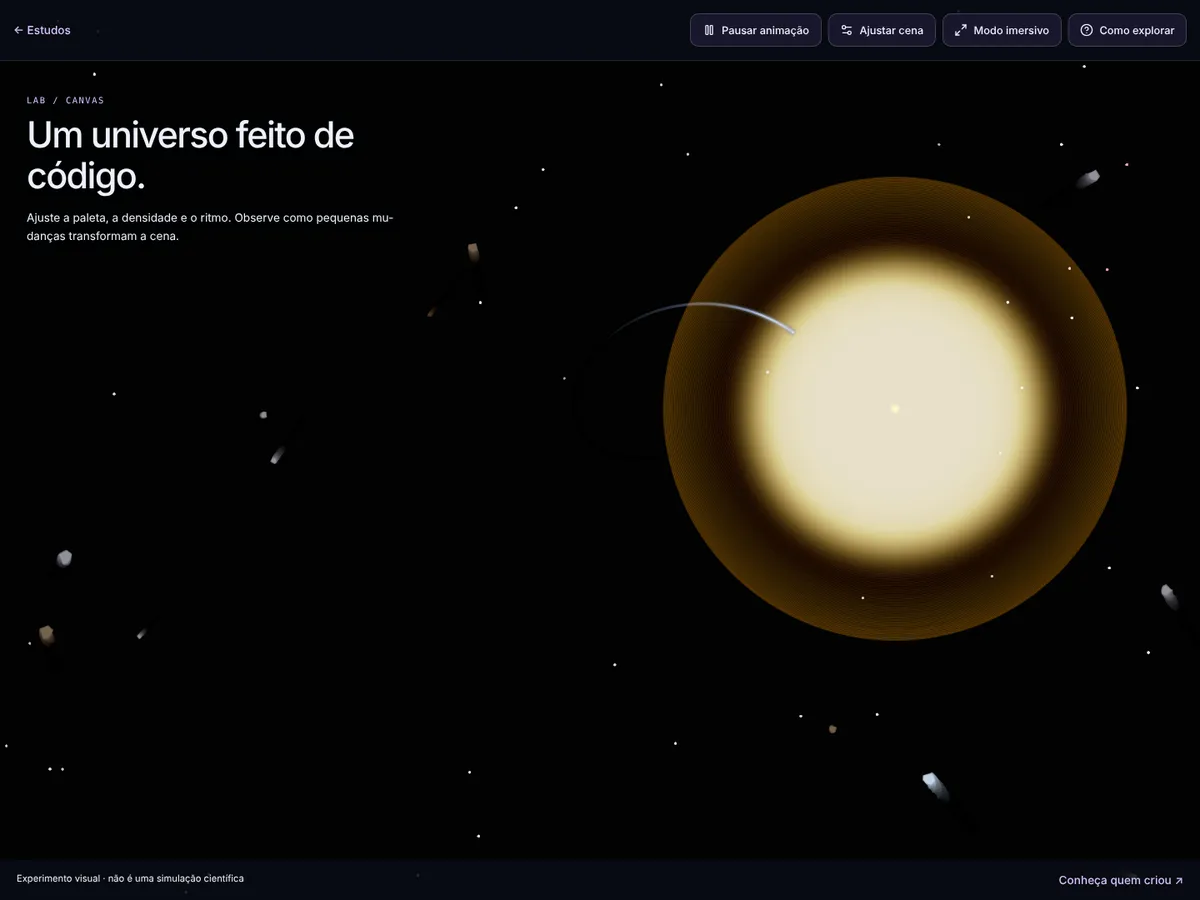 ← Estudos
Pausar animação
Ajustar cena
Modo imersivo
Como explorar
LAB / CANVAS
Um universo feito de
código.
Ajuste a paleta, a densidade e o ritmo. Observe como pequenas mu-
danças transformam a cena.
Experimento visual · não é uma simulação científica
Conheça quem criou ↗